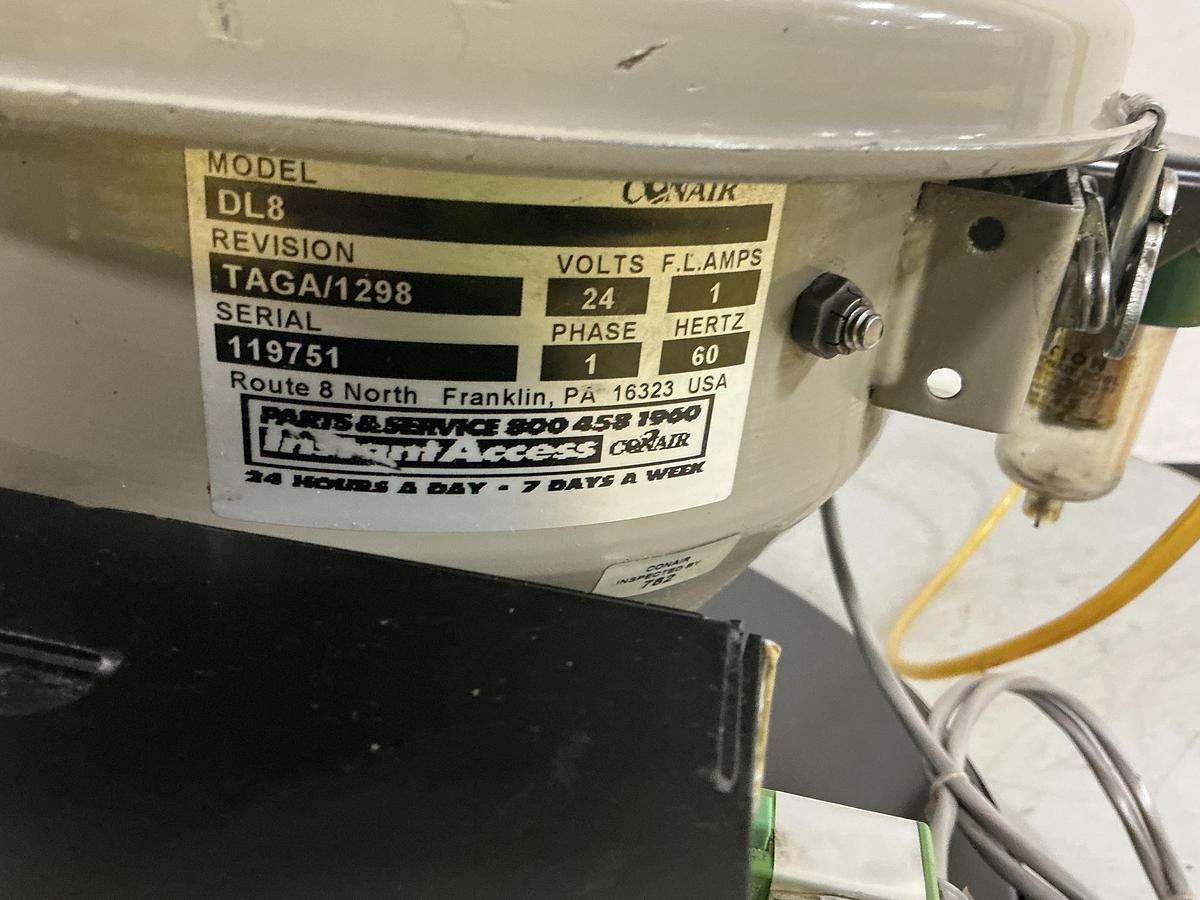 MODEL
CONAIR
DL8
REVISION
VOLTS F.L.AMPS
TAGA/1298
24 1
SERIAL
PHASE HERTZ
119751
1 60
Route 8 North Franklin, PA 16323 USA
PARTS & SERVICE 800 458 1960
Instant Access CONAIR
24 HOURS A DAY - 7 DAYS A WEEK
CONAIR
INSPECTED BY
782